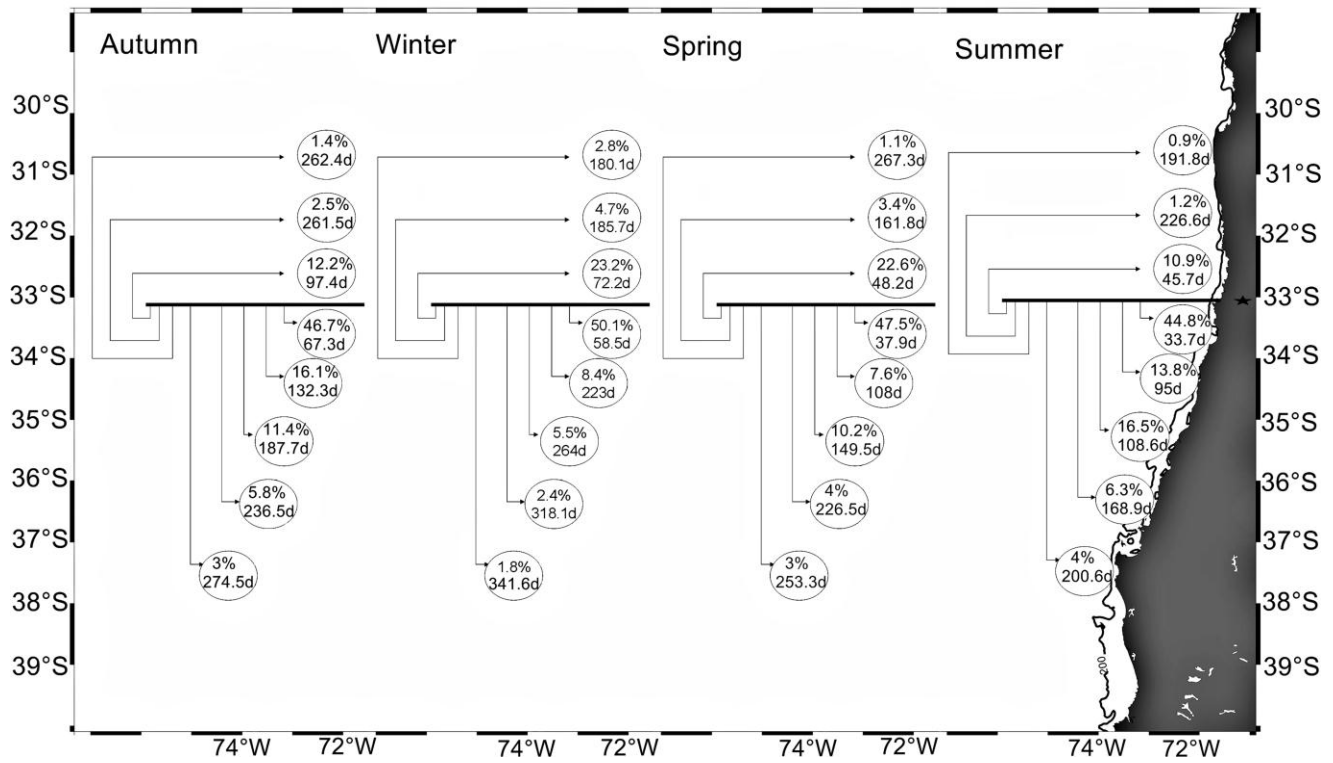 Autumn
Winter
Spring
Summer
30°S
31°S
32°S
33°S
34°S
35°S
36°S
37°S
38°S
39°S
1.4%
262.4d
2.5%
261.5d
12.2%
97.4d
46.7%
67.3d
16.1%
132.3d
11.4%
187.7d
5.8%
236.5d
3%
274.5d
2.8%
180.1d
4.7%
185.7d
23.2%
72.2d
50.1%
58.5d
8.4%
223d
5.5%
264d
2.4%
318.1d
1.8%
341.6d
1.1%
267.3d
3.4%
161.8d
22.6%
48.2d
47.5%
37.9d
7.6%
108d
10.2%
149.5d
4%
226.5d
3%
253.3d
0.9%
191.8d
1.2%
226.6d
10.9%
45.7d
44.8%
33.7d
13.8%
95d
16.5%
108.6d
6.3%
168.9d
4%
200.6d
200
30°S
31°S
32°S
33°S
34°S
35°S
36°S
37°S
38°S
39°S
74°W
72°W
74°W
72°W
74°W
72°W
74°W
72°W